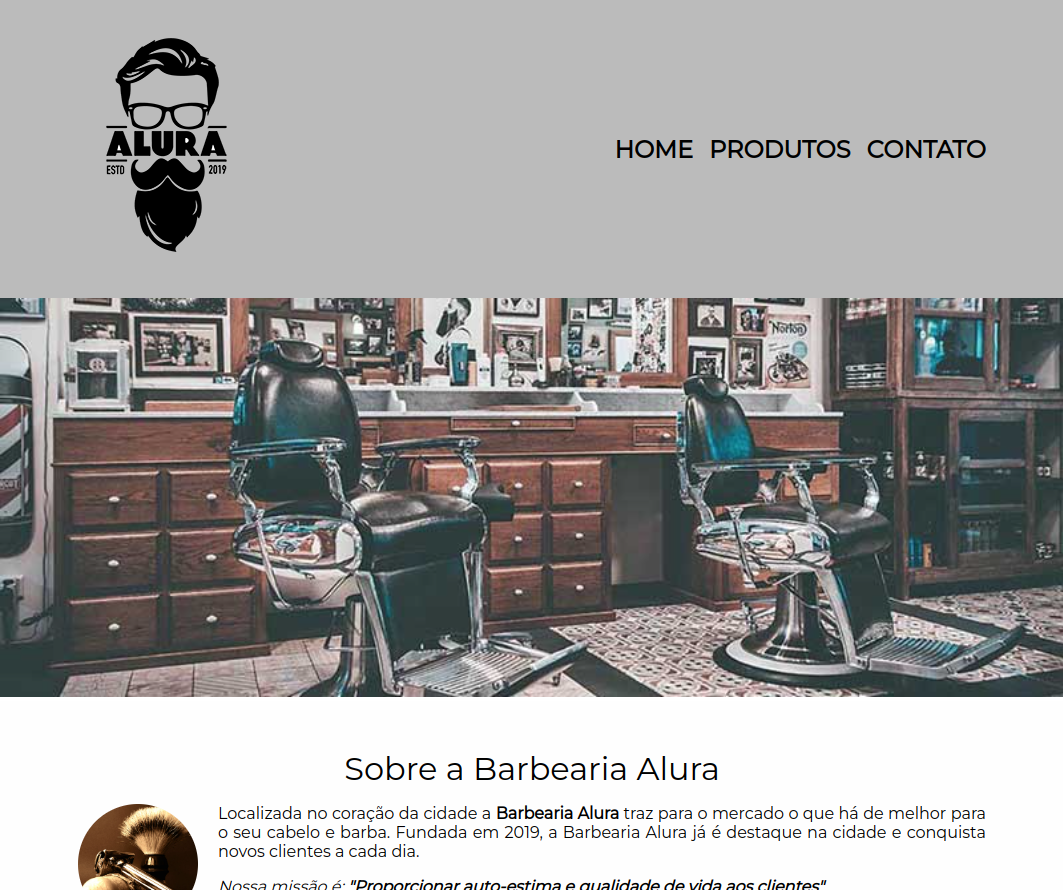 ALURA
ESTD 2019
HOME PRODUTOS CONTATO
Norton
Sobre a Barbearia Alura
Localizada no coração da cidade a Barbearia Alura traz para o mercado o que há de melhor para
o seu cabelo e barba. Fundada em 2019, a Barbearia Alura já é destaque na cidade e conquista
novos clientes a cada dia.
Nossa missão é: "Proporcionar auto-estima e qualidade de vida aos clientes"